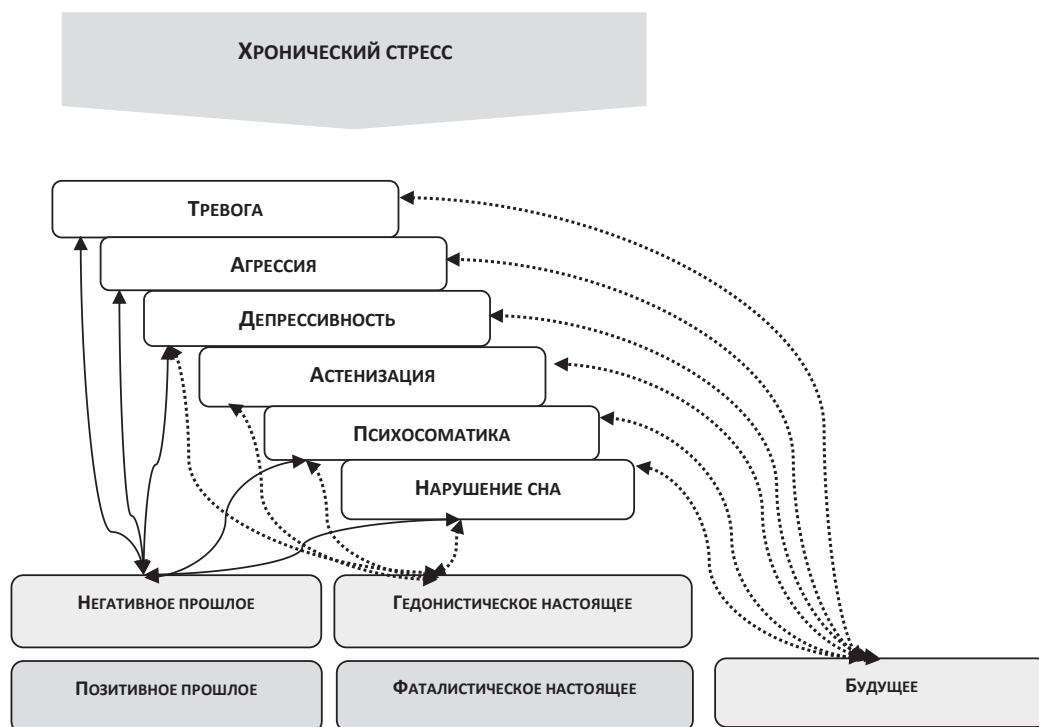 ХРОНИЧЕСКИЙ СТРЕСС
ТРЕВОГА
АГРЕССИЯ
ДЕПРЕССИВНОСТЬ
АСТЕНИЗАЦИЯ
ПСИХОСОМАТИКА
НАРУШЕНИЕ СНА
НЕГАТИВНОЕ ПРОШЛОЕ
ГЕДОНИСТИЧЕСКОЕ НАСТОЯЩЕЕ
ПОЗИТИВНОЕ ПРОШЛОЕ
ФАТАЛИСТИЧЕСКОЕ НАСТОЯЩЕЕ
БУДУЩЕЕ